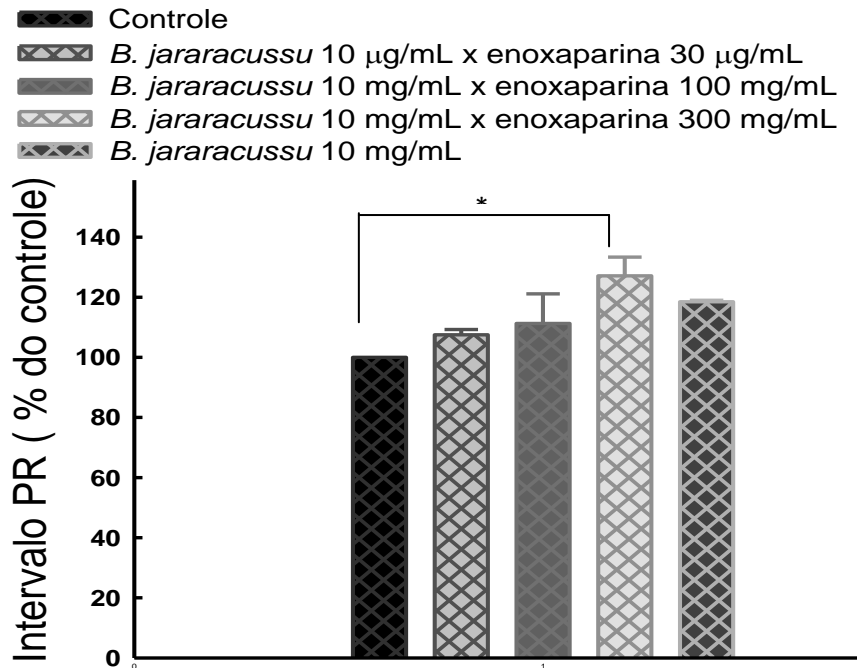 Controle
B. jararacussu 10 μg/mL x enoxaparina 30 μg/mL
B. jararacussu 10 mg/mL x enoxaparina 100 mg/mL
B. jararacussu 10 mg/mL x enoxaparina 300 mg/mL
B. jararacussu 10 mg/mL
Intervalo PR ( % do controle)
*
140
120
100
80
60
40
20
0
0 1